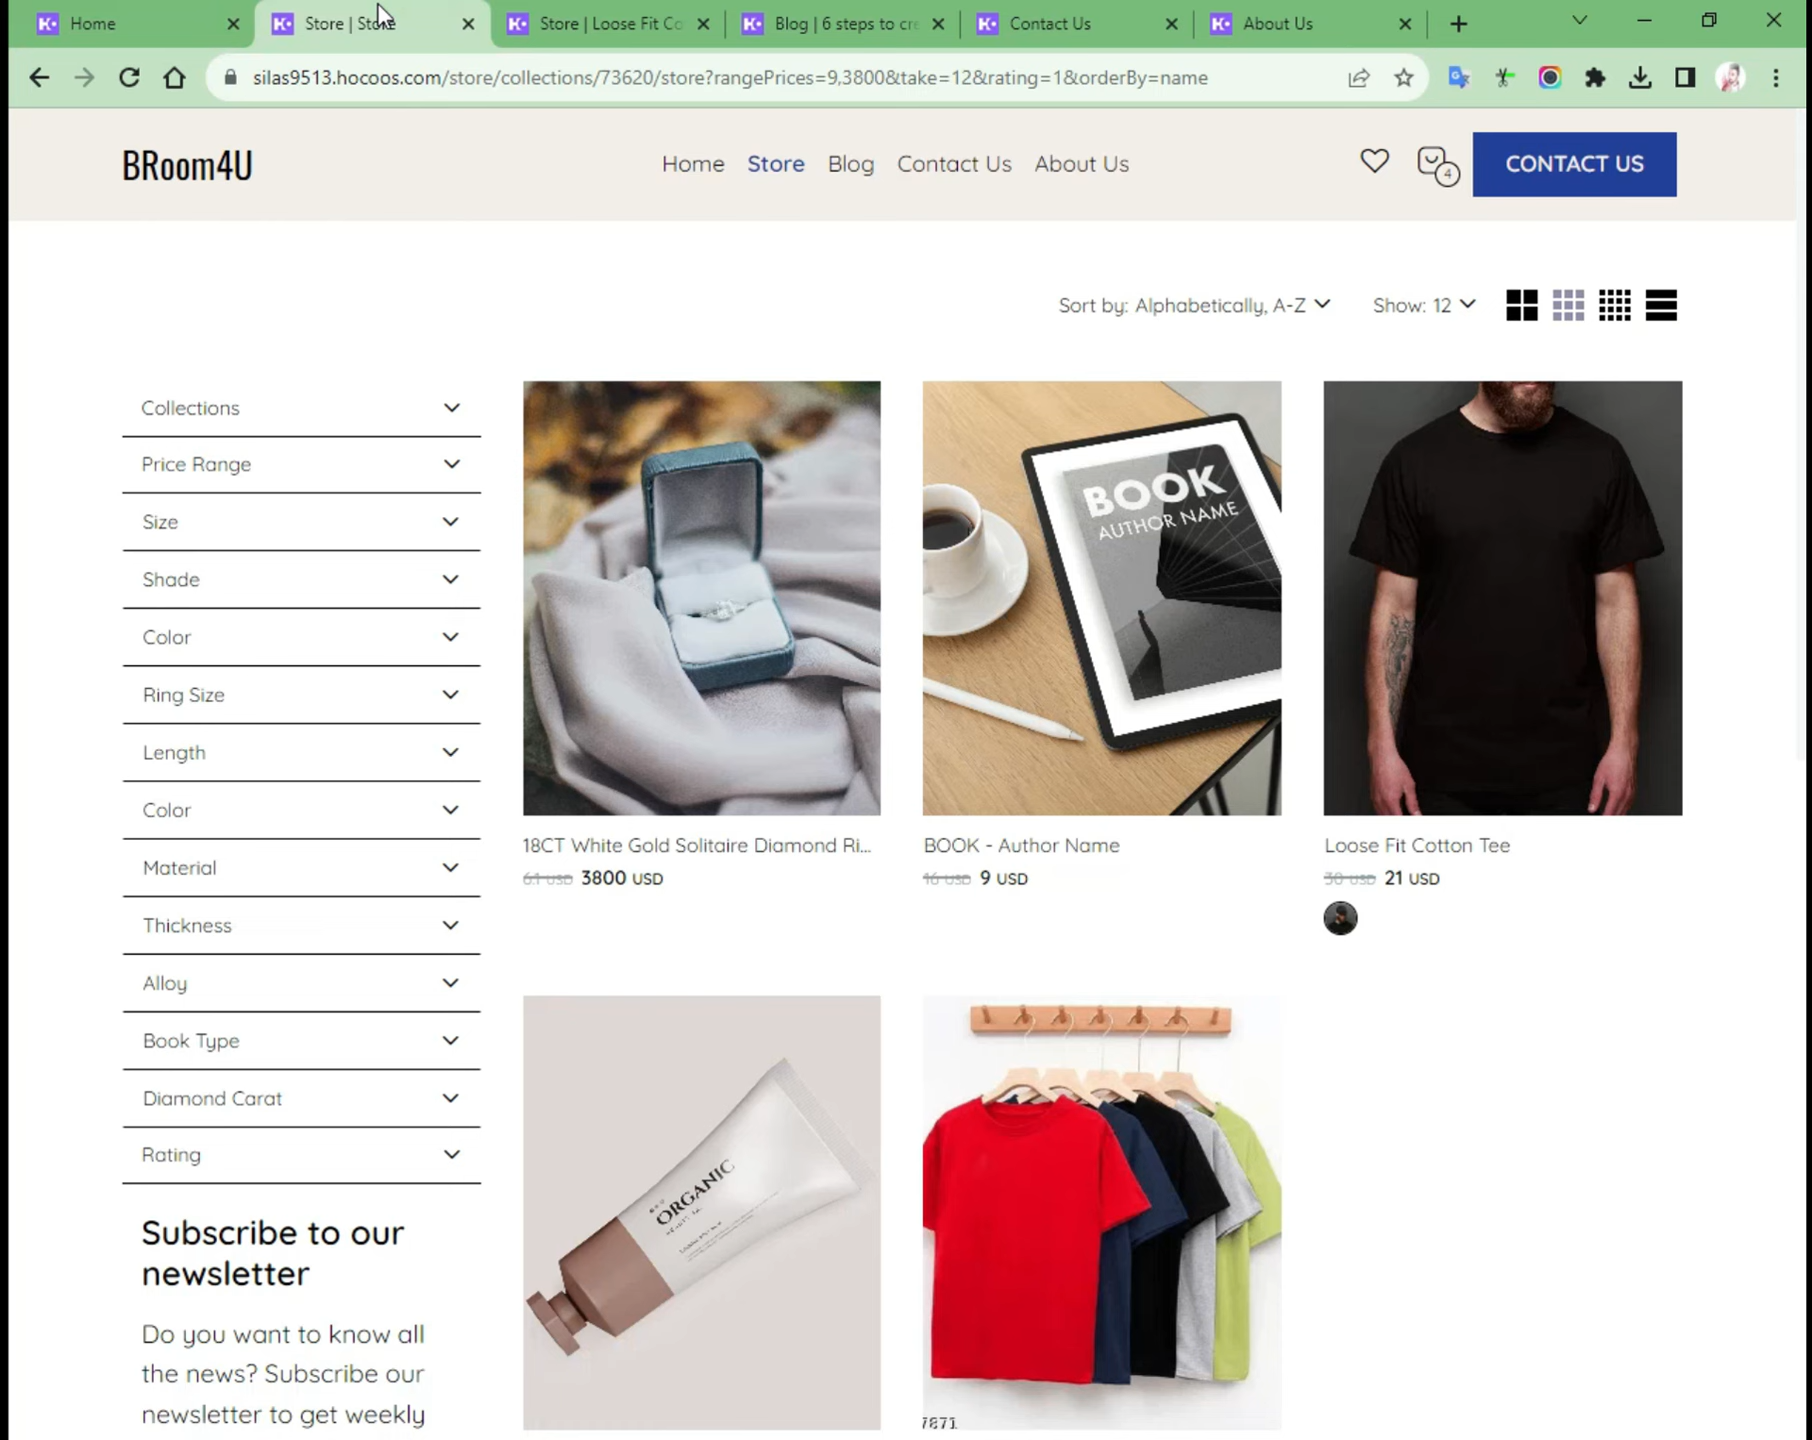 Home
Store | Store
Store | Loose Fit Co
Blog | 6 steps to cre
Contact Us
About Us
silas9513.hocoos.com/store/collections/73620/store?rangePrices=9,3800&take=12&rating=1&orderBy=name
BRoom4U
Home Store Blog Contact Us About Us
4
CONTACT US
Sort by: Alphabetically, A-Z
Show: 12
Collections
Price Range
Size
Shade
Color
Ring Size
Length
Color
Material
Thickness
Alloy
Book Type
Diamond Carat
Rating
Subscribe to our
newsletter
Do you want to know all
the news? Subscribe our
newsletter to get weekly
BOOK
AUTHOR NAME
18CT White Gold Solitaire Diamond Ri...
61 USD 3800 USD
BOOK - Author Name
16 USD 9 USD
Loose Fit Cotton Tee
30 USD 21 USD
ORGANIC
7871